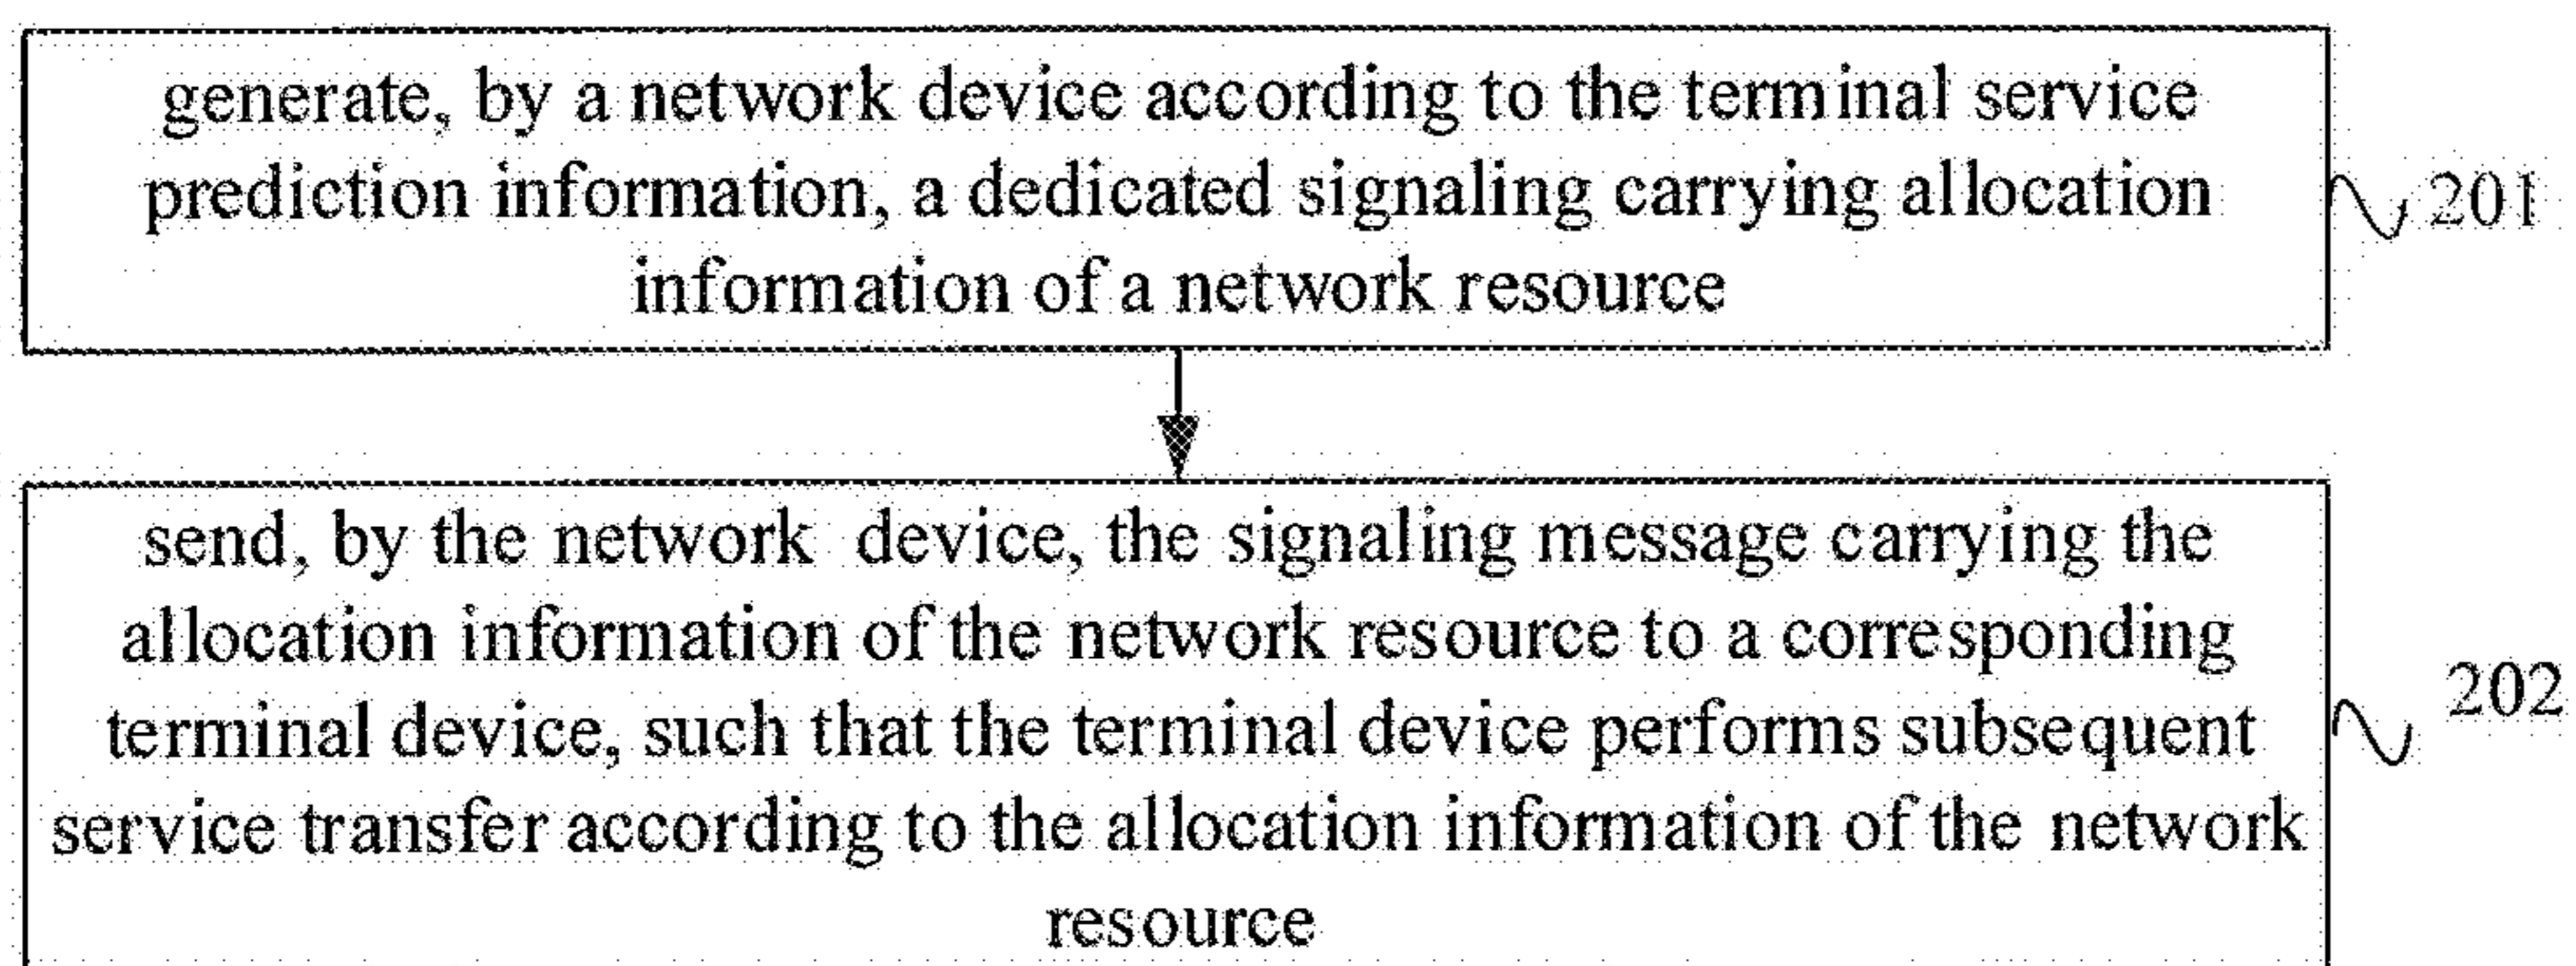 generate, by a network device according to the terminal service
prediction information, a dedicated signaling carrying allocation
information of a network resource
201
send, by the network device, the signaling message carrying the
allocation information of the network resource to a corresponding
terminal device, such that the terminal device performs subsequent
service transfer according to the allocation information of the network
resource
202